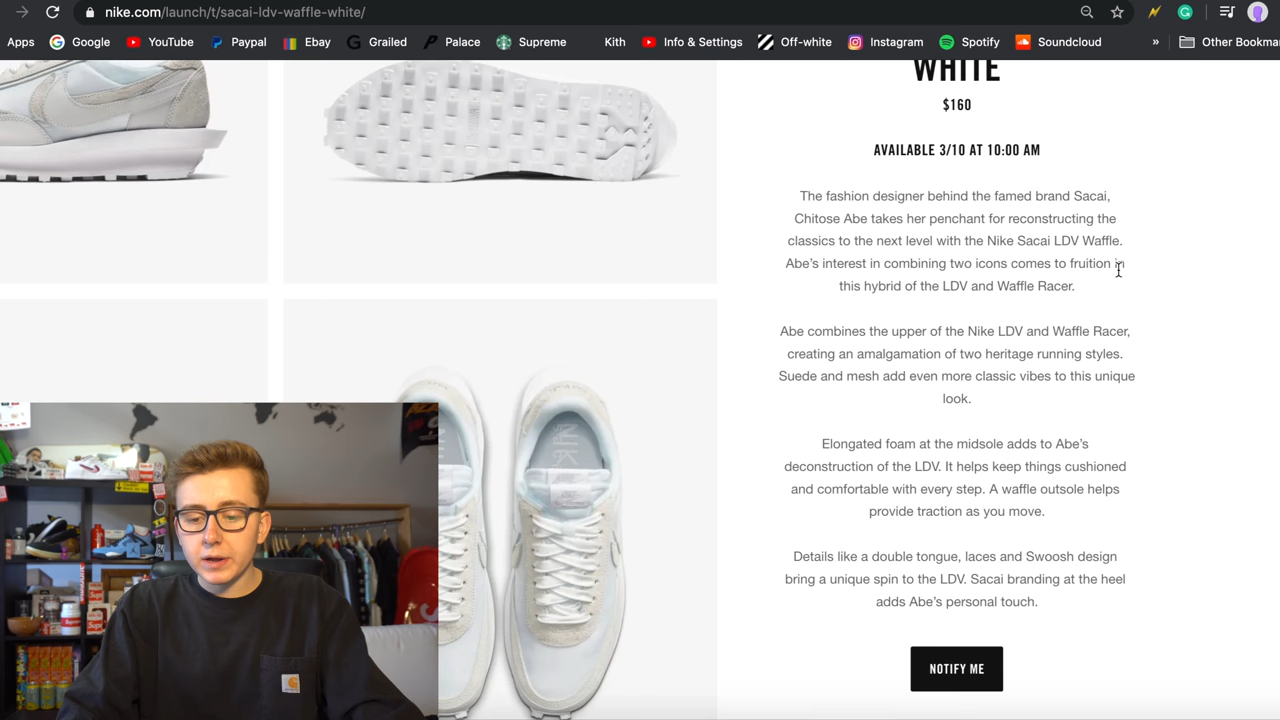 nike.com/launch/t/sacai-ldv-waffle-white/
Apps Google YouTube Paypal Ebay Grailed Palace Supreme Kith Info & Settings Off-white Instagram Spotify Soundcloud » Other Bookmar
WHITE
$160
AVAILABLE 3/10 AT 10:00 AM
The fashion designer behind the famed brand Sacai,
Chitose Abe takes her penchant for reconstructing the
classics to the next level with the Nike Sacai LDV Waffle.
Abe's interest in combining two icons comes to fruition in
this hybrid of the LDV and Waffle Racer.
Abe combines the upper of the Nike LDV and Waffle Racer,
creating an amalgamation of two heritage running styles.
Suede and mesh add even more classic vibes to this unique
look.
Elongated foam at the midsole adds to Abe's
deconstruction of the LDV. It helps keep things cushioned
and comfortable with every step. A waffle outsole helps
provide traction as you move.
Details like a double tongue, laces and Swoosh design
bring a unique spin to the LDV. Sacai branding at the heel
adds Abe's personal touch.
NOTIFY ME